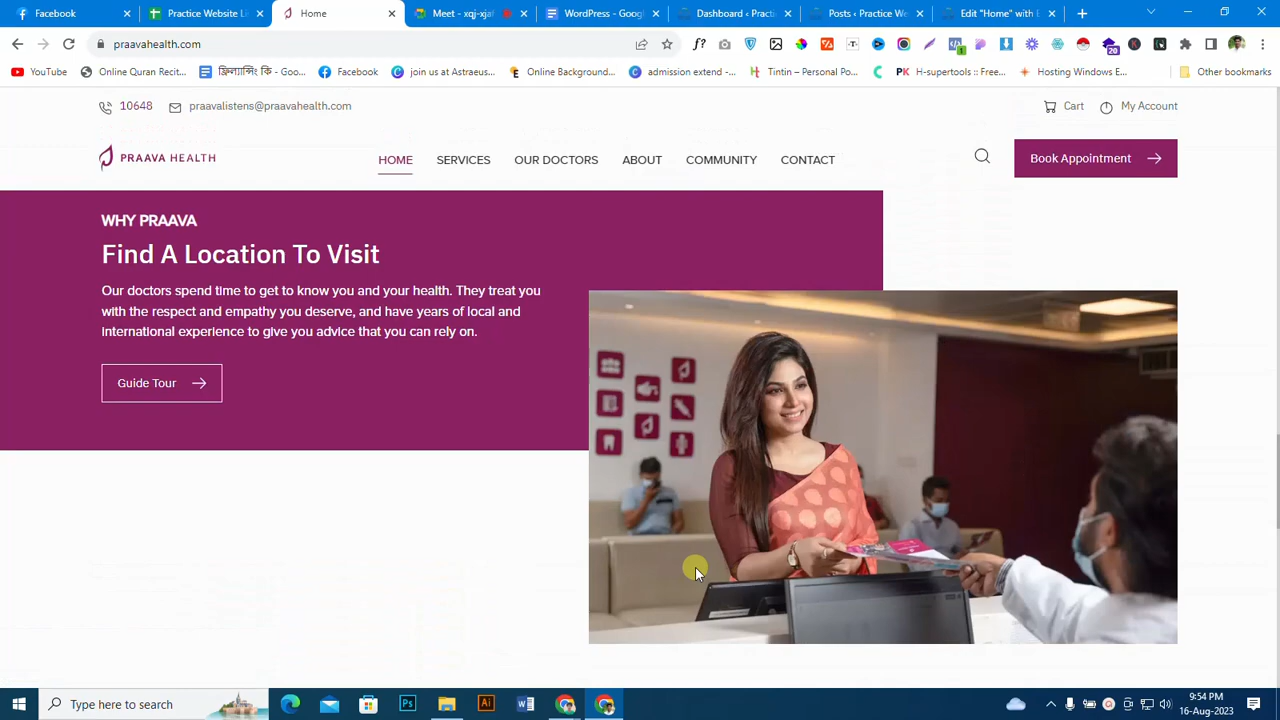 Facebook
Practice Website Li
Home
Meet - xqj-xjaf
WordPress - Googl
Dashboard ‹ Practi
Posts ‹ Practice We
Edit "Home" with E
praavahealth.com
YouTube
Online Quran Recit...
ফ্রিল্যান্সিং কি - Goo...
Facebook
join us at Astraeus...
Online Background...
admission extend -...
Tintin – Personal Po...
H-supertools :: Free...
Hosting Windows E...
Other bookmarks
10648
praavalistens@praavahealth.com
Cart
My Account
PRAAVA HEALTH
HOME
SERVICES
OUR DOCTORS
ABOUT
COMMUNITY
CONTACT
Book Appointment
WHY PRAAVA
Find A Location To Visit
Our doctors spend time to get to know you and your health. They treat you
with the respect and empathy you deserve, and have years of local and
international experience to give you advice that you can rely on.
Guide Tour
Type here to search
9:54 PM
16-Aug-2023